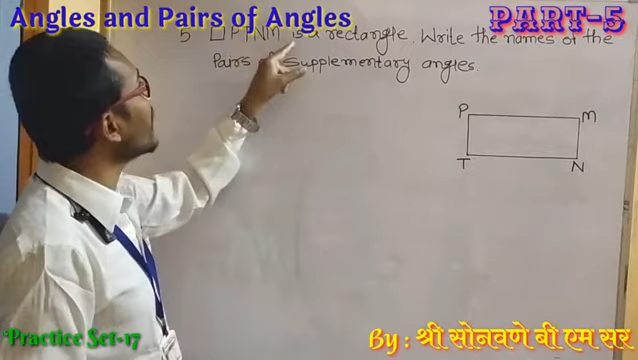 Angles and Pairs of Angles
PART-5
5 □ PTNM is a rectangle. Write the names of the
Pairs supplementary angles.
P
M
T
N
Practice Set-17
By : श्री सोनवणे बी एम सर